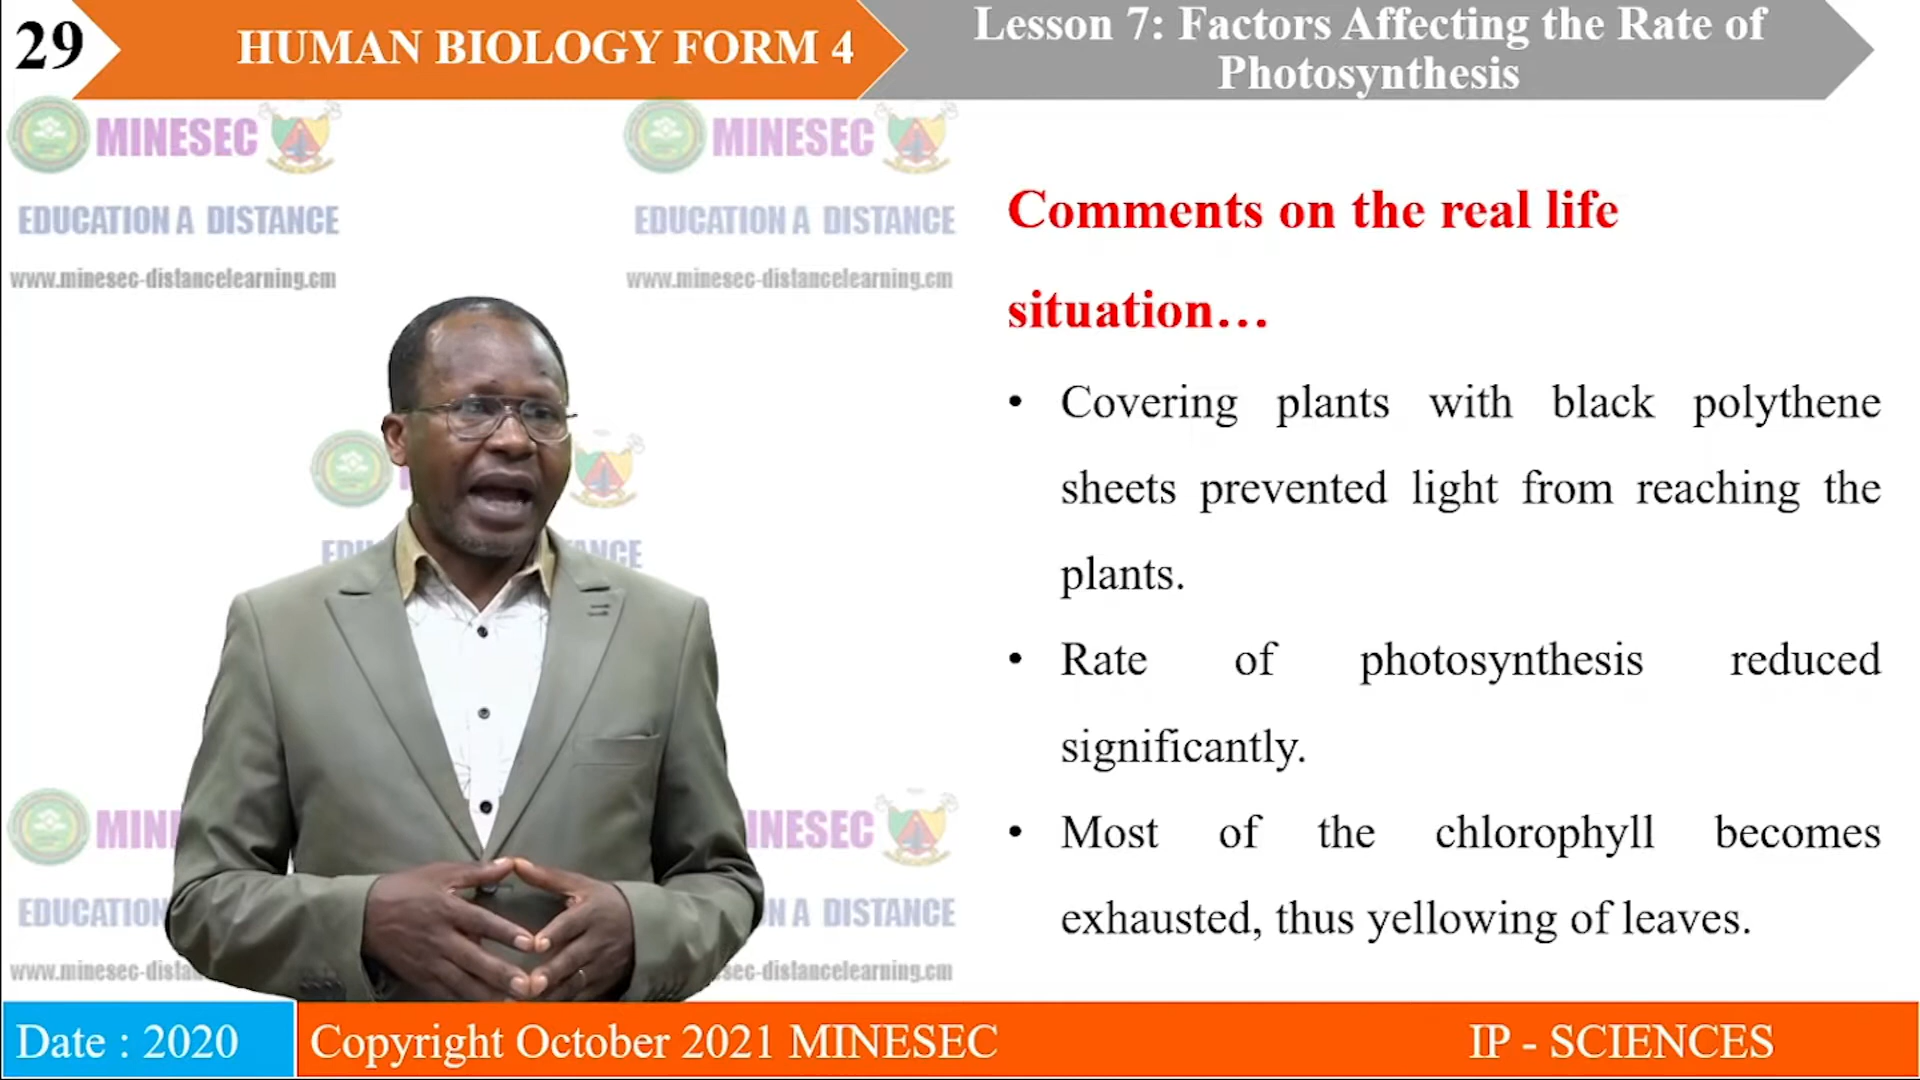 29
HUMAN BIOLOGY FORM 4
Lesson 7: Factors Affecting the Rate of
Photosynthesis
MINESEC
EDUCATION A DISTANCE
www.minesec-distancelearning.cm
MINESEC
EDUCATION A DISTANCE
www.minesec-distancelearning.cm
Comments on the real life
situation…
• Covering plants with black polythene
sheets prevented light from reaching the
plants.
• Rate of photosynthesis reduced
significantly.
• Most of the chlorophyll becomes
exhausted, thus yellowing of leaves.
Date : 2020
Copyright October 2021 MINESEC
IP - SCIENCES